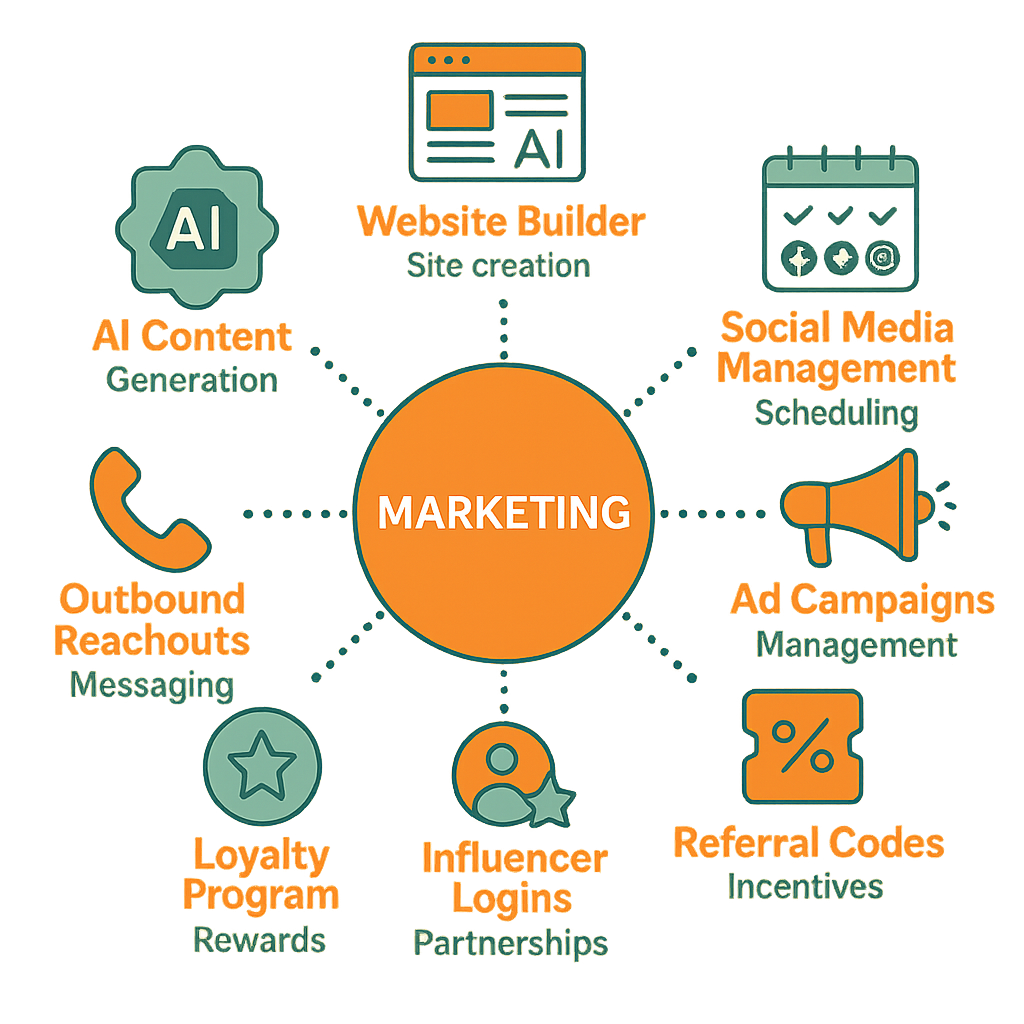 AI
Website Builder
Site creation
AI
AI Content
Generation
Social Media
Management
Scheduling
MARKETING
Outbound
Reachouts
Messaging
Ad Campaigns
Management
Loyalty
Program
Rewards
Influencer
Logins
Partnerships
%
Referral Codes
Incentives